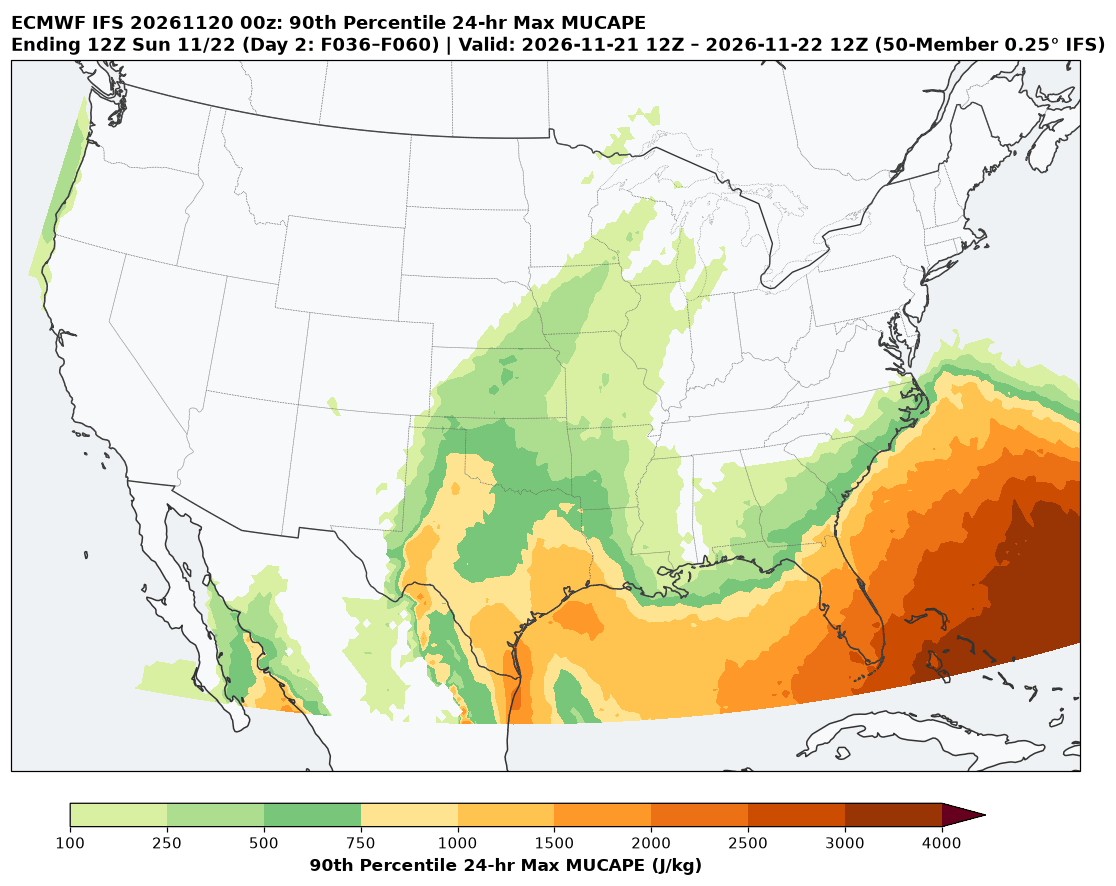 ECMWF IFS 20261120 00z: 90th Percentile 24-hr Max MUCAPE
Ending 12Z Sun 11/22 (Day 2: F036–F060) | Valid: 2026-11-21 12Z – 2026-11-22 12Z (50-Member 0.25° IFS)
100 250 500 750 1000 1500 2000 2500 3000 4000
90th Percentile 24-hr Max MUCAPE (J/kg)